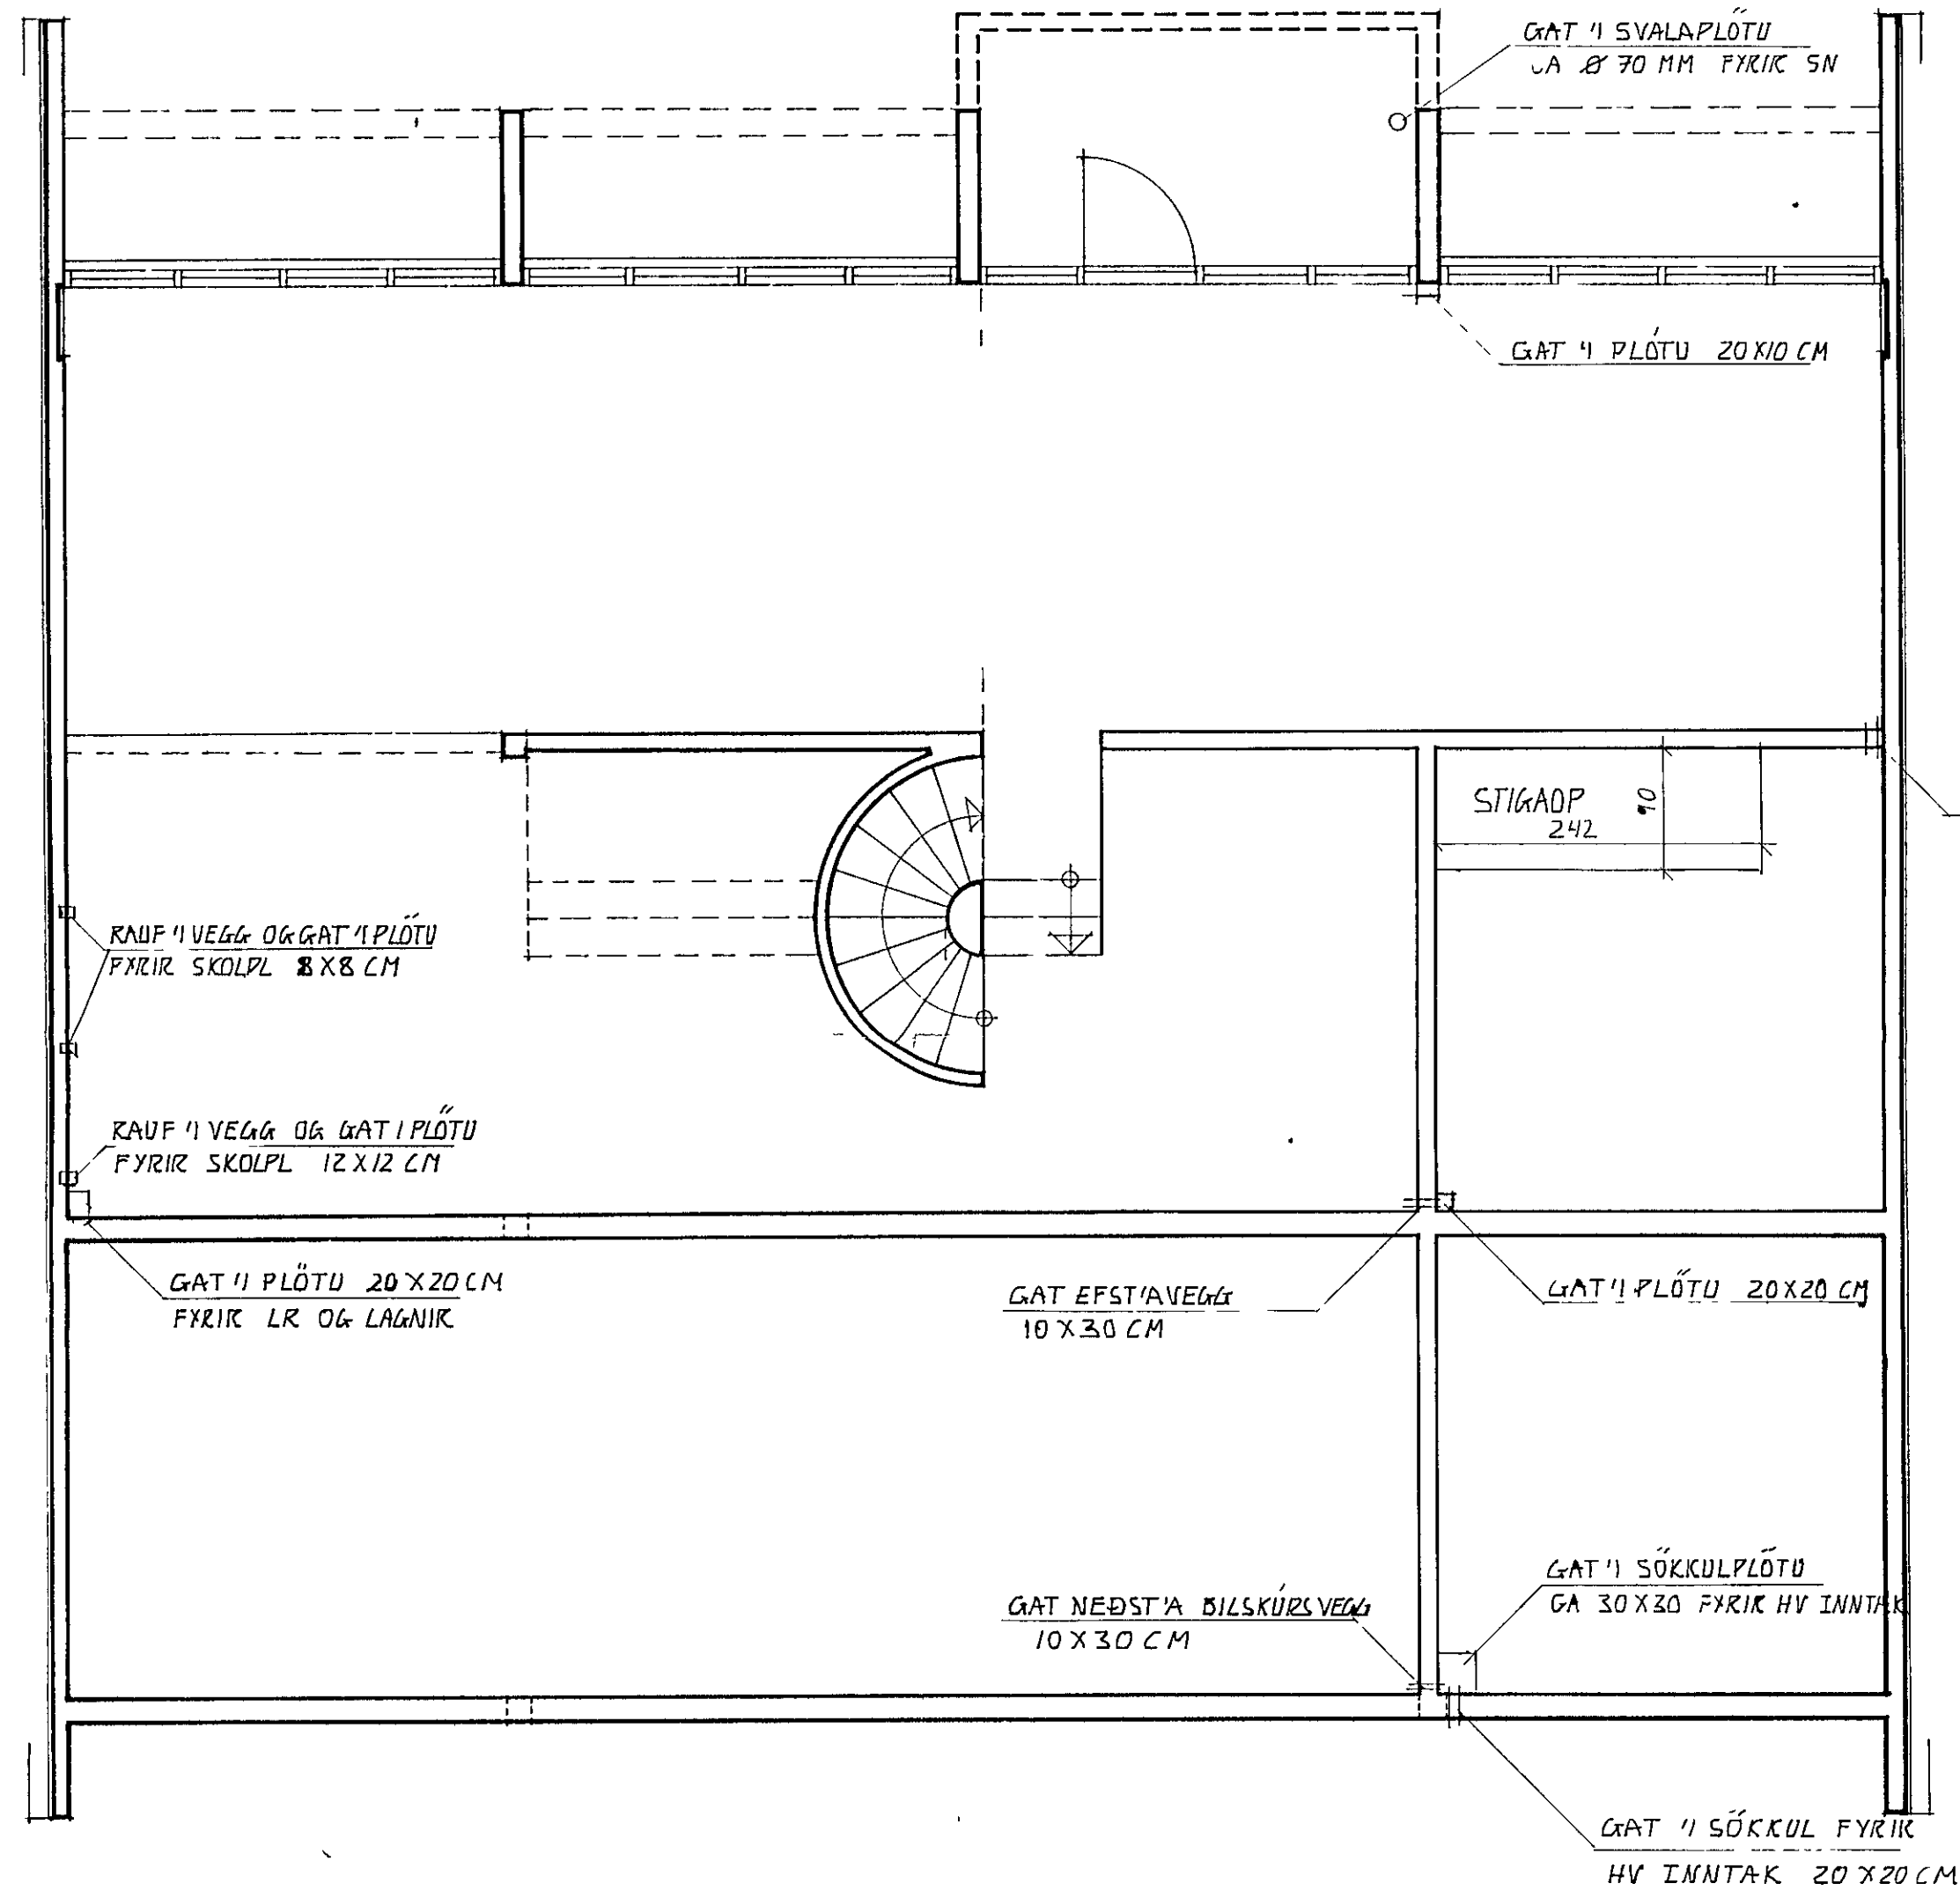 GAT Í SVALAPLÖTU
CA Ø 70 MM FYRIR SN
GAT Í PLÖTU 20X10 CM
STIGAOP
242
90
RAUF Í VEGG OG GAT Í PLÖTU
FYRIR SKOLPL 8X8 CM
RAUF Í VEGG OG GAT Í PLÖTU
FYRIR SKOLPL 12X12 CM
GAT Í PLÖTU 20X20 CM
FYRIR LR OG LAGNIR
GAT EFST Á VEGG
10X30 CM
GAT Í PLÖTU 20X20 CM
GAT NEÐST Á BÍLSKÚRSVEGG
10X30 CM
GAT Í SÖKKULPLÖTU
CA 30X30 FYRIR HV INNTAK
GAT Í SÖKKUL FYRIR
HV INNTAK 20X20 CM